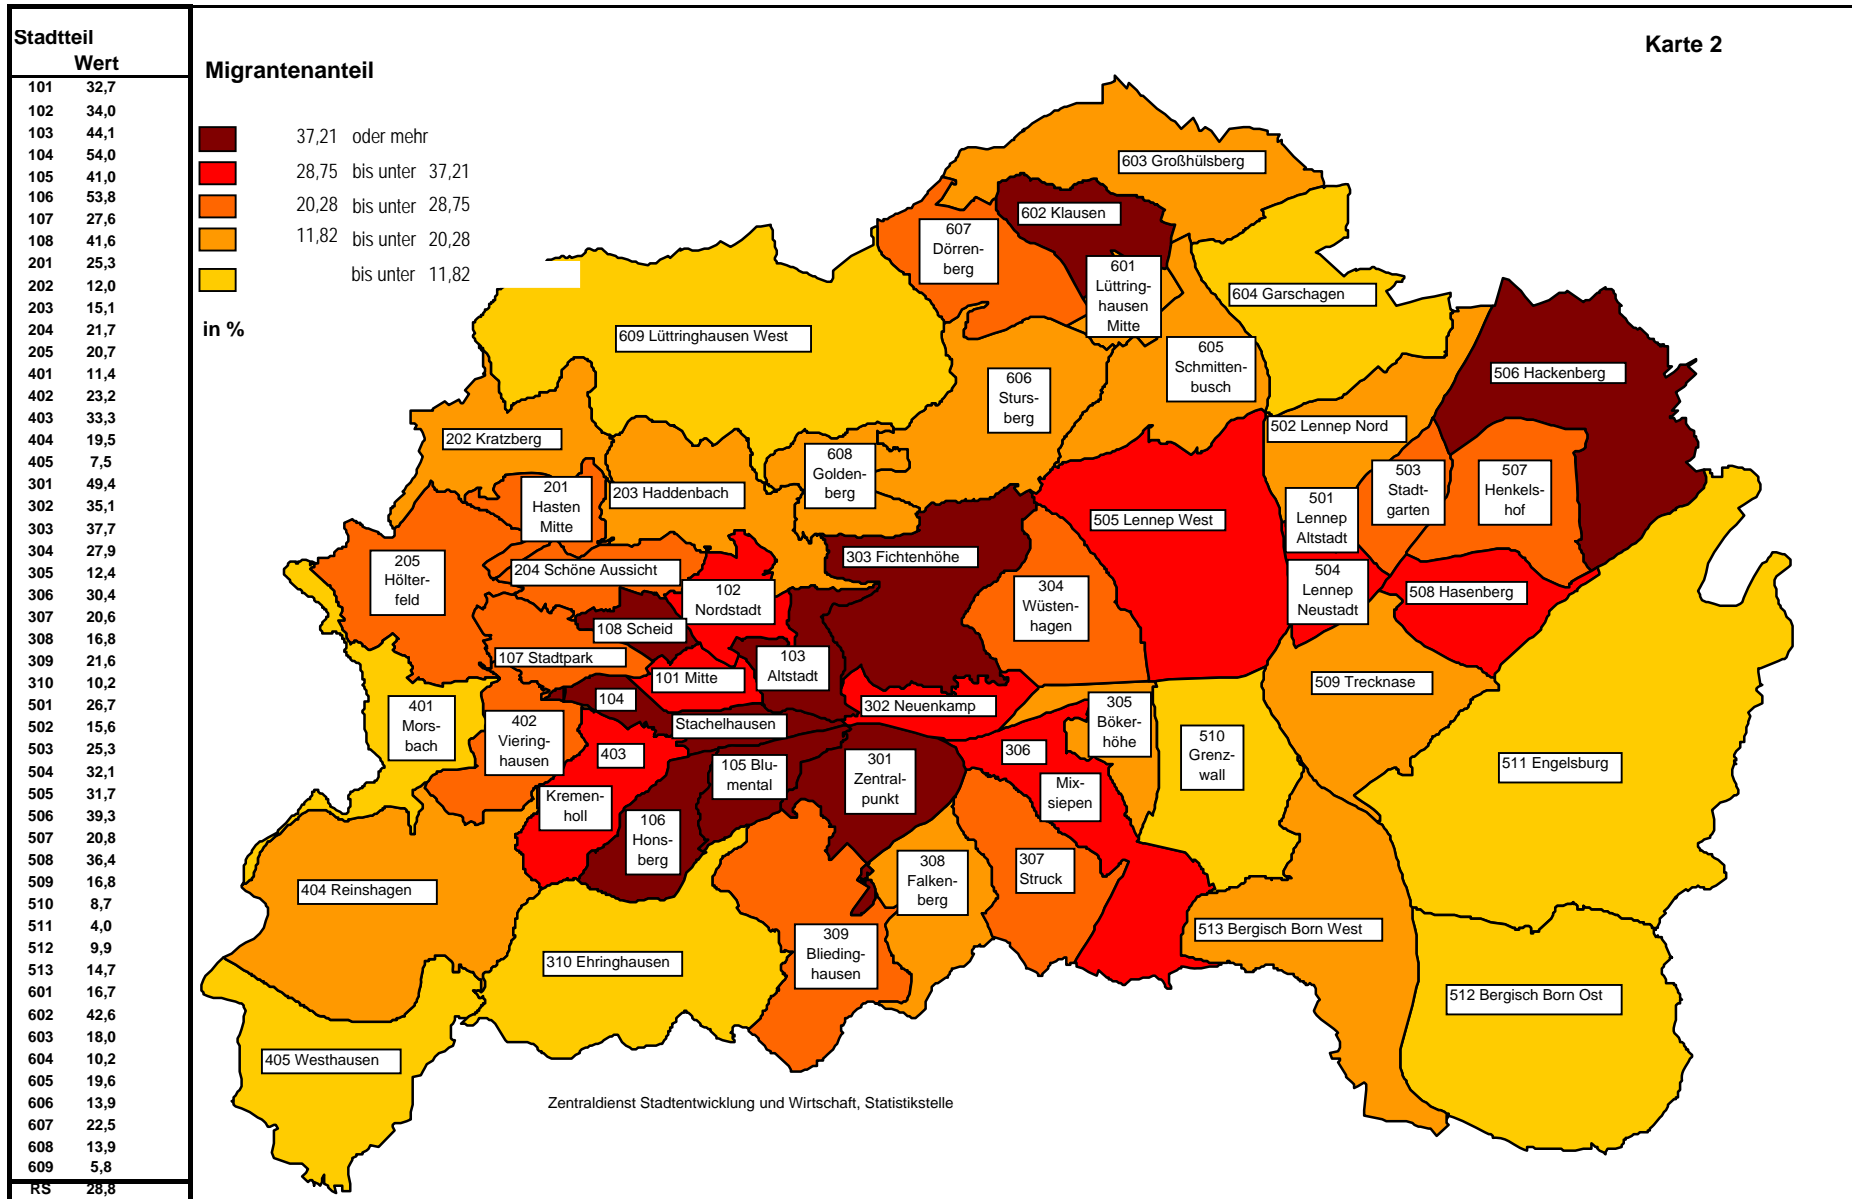 Stadtteil
Wert
101 32,7
102 34,0
103 44,1
104 54,0
105 41,0
106 53,8
107 27,6
108 41,6
201 25,3
202 12,0
203 15,1
204 21,7
205 20,7
401 11,4
402 23,2
403 33,3
404 19,5
405 7,5
301 49,4
302 35,1
303 37,7
304 27,9
305 12,4
306 30,4
307 20,6
308 16,8
309 21,6
310 10,2
501 26,7
502 15,6
503 25,3
504 32,1
505 31,7
506 39,3
507 20,8
508 36,4
509 16,8
510 8,7
511 4,0
512 9,9
513 14,7
601 16,7
602 42,6
603 18,0
604 10,2
605 19,6
606 13,9
607 22,5
608 13,9
609 5,8
RS 28,8
Karte 2
Migrantenanteil
37,21 oder mehr
28,75 bis unter 37,21
20,28 bis unter 28,75
11,82 bis unter 20,28
bis unter 11,82
in %
603 Großhülsberg
602 Klausen
607
Dörren-
berg
601
Lüttring-
hausen
Mitte
604 Garschagen
609 Lüttringhausen West
605
Schmitten-
busch
606
Sturs-
berg
506 Hackenberg
502 Lennep Nord
202 Kratzberg
608
Golden-
berg
503
Stadt-
garten
507
Henkels-
hof
201
Hasten
Mitte
203 Haddenbach
501
Lennep
Altstadt
505 Lennep West
303 Fichtenhöhe
205
Hölter-
feld
204 Schöne Aussicht
102
Nordstadt
304
Wüsten-
hagen
504
Lennep
Neustadt
508 Hasenberg
108 Scheid
107 Stadtpark
103
Altstadt
101 Mitte
509 Trecknase
104
Stachelhausen
302 Neuenkamp
401
Mors-
bach
402
Viering-
hausen
305
Böker-
höhe
510
Grenz-
wall
403
Kremen-
holl
105 Blu-
mental
301
Zentral-
punkt
306
Mix-
siepen
511 Engelsburg
106
Hons-
berg
404 Reinshagen
308
Falken-
berg
307
Struck
513 Bergisch Born West
310 Ehringhausen
309
Blieding-
hausen
512 Bergisch Born Ost
405 Westhausen
Zentraldienst Stadtentwicklung und Wirtschaft, Statistikstelle